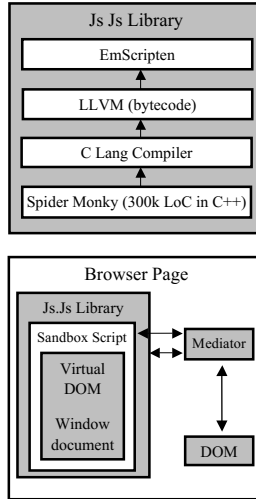 Js Js Library
EmScripten
LLVM (bytecode)
C Lang Compiler
Spider Monky (300k LoC in C++)
Browser Page
Js.Js Library
Sandbox Script
Virtual
DOM
Window
document
Mediator
DOM